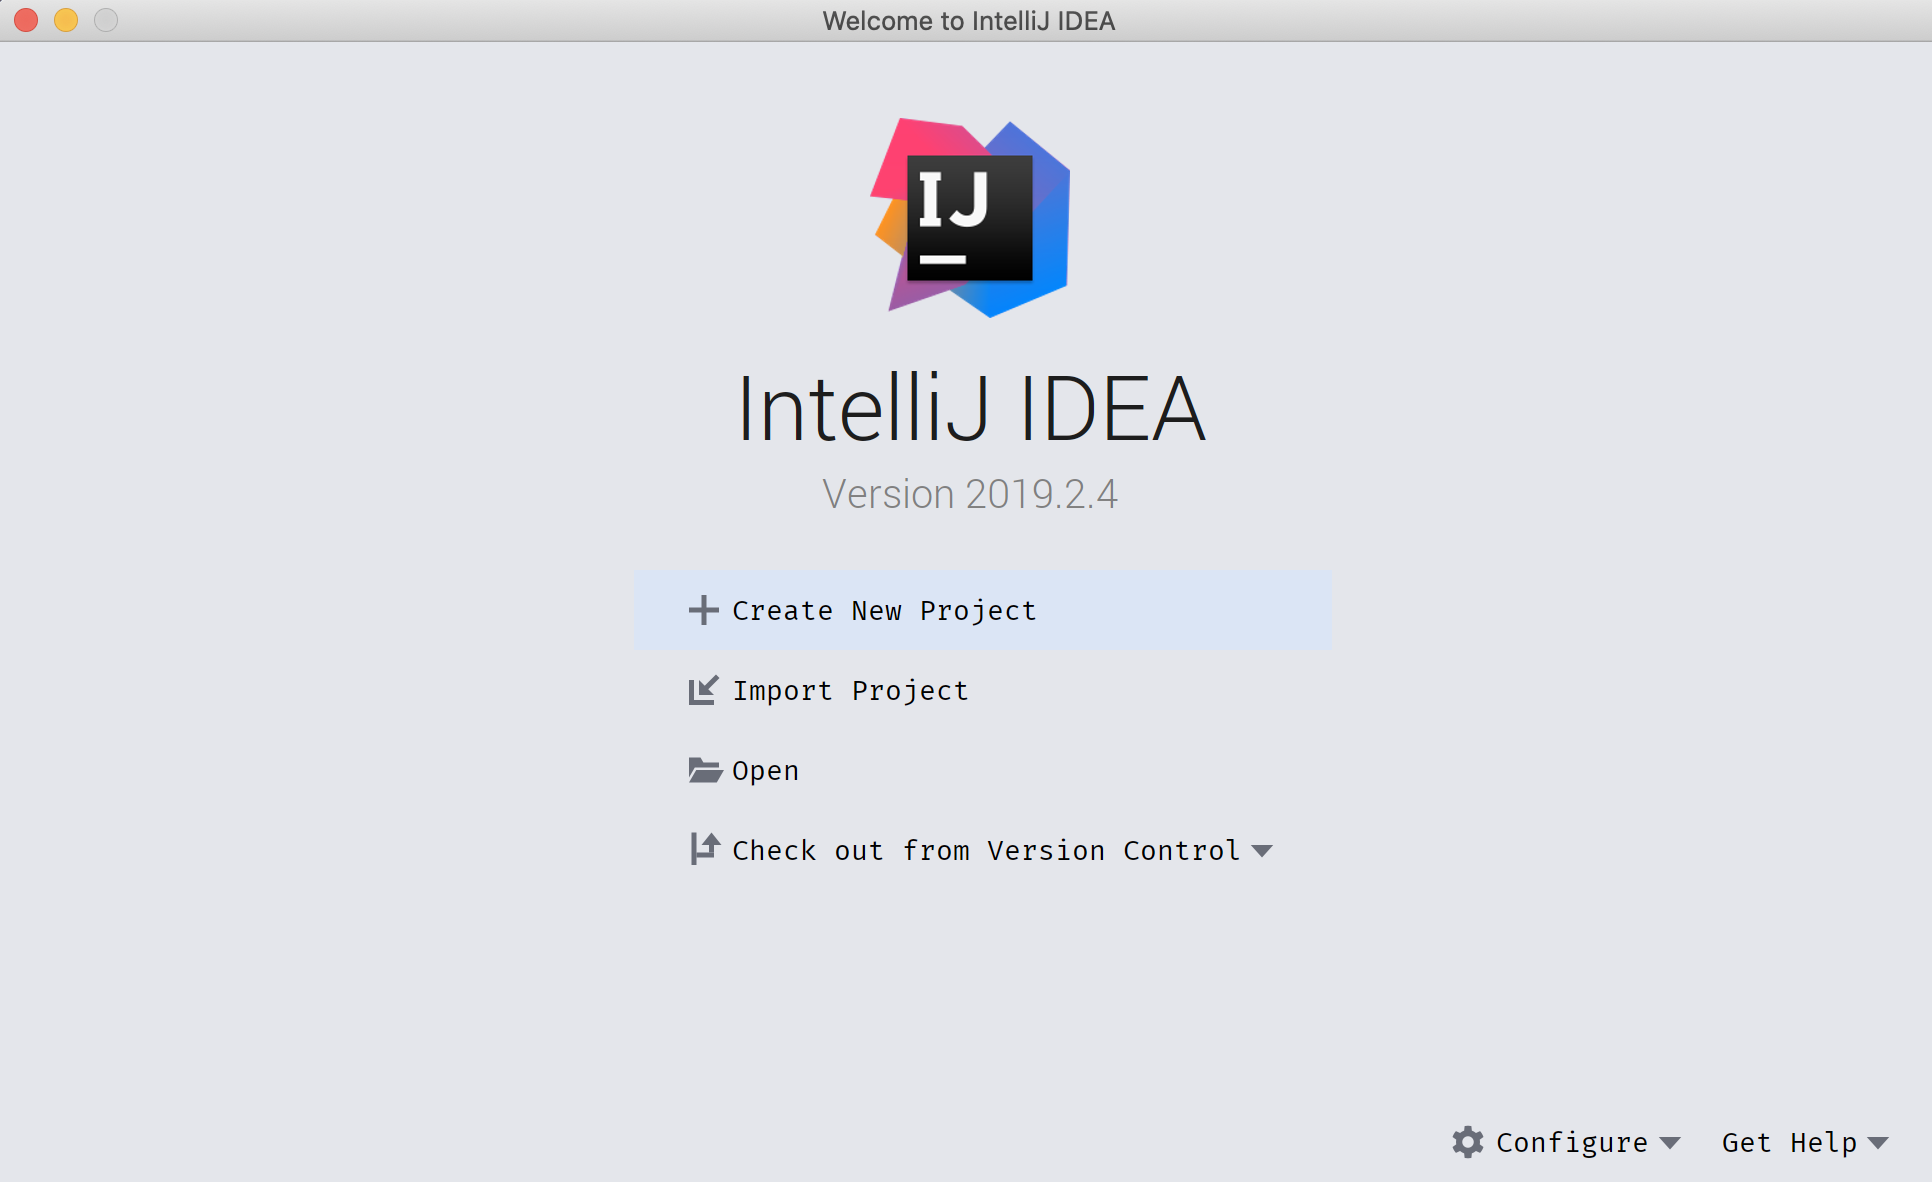 Welcome to IntelliJ IDEA
IJ
IntelliJ IDEA
Version 2019.2.4
Create New Project
Import Project
Open
Check out from Version Control
Configure
Get Help